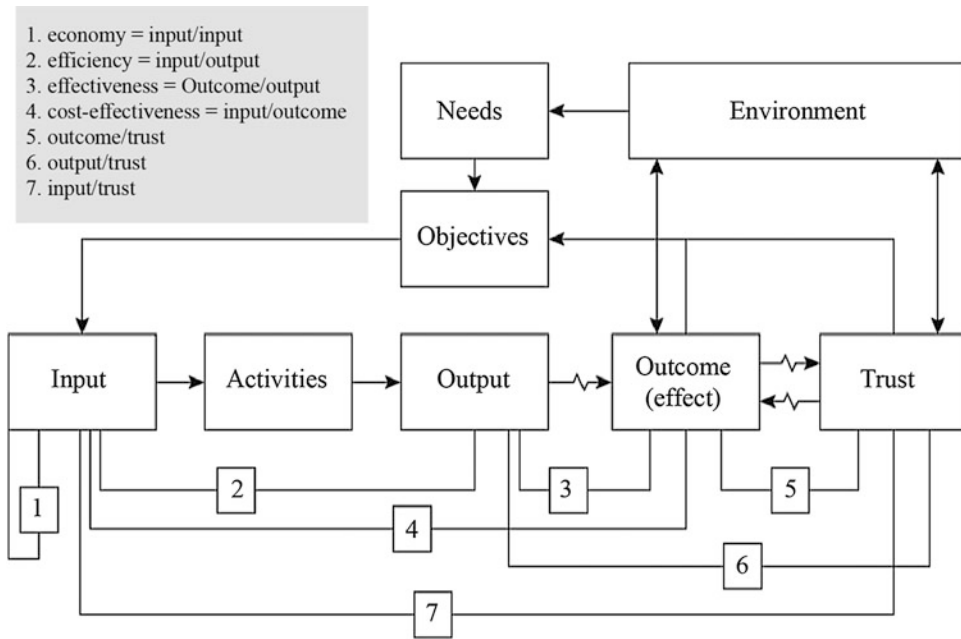 1. economy = input/input
2. efficiency = input/output
3. effectiveness = Outcome/output
4. cost-effectiveness = input/outcome
5. outcome/trust
6. output/trust
7. input/trust
Needs
Environment
Objectives
Input
Activities
Output
Outcome
(effect)
Trust
1
2
3
4
5
6
7